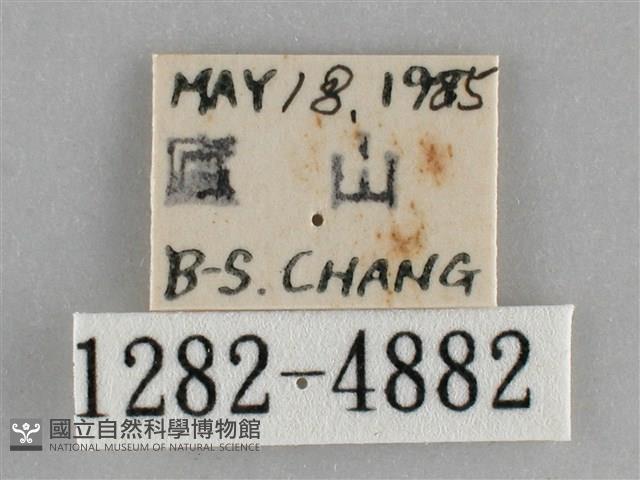 MAY 18, 1985
山
B-S. CHANG
1282-4882
國立自然科學博物館
NATIONAL MUSEUM OF NATURAL SCIENCE